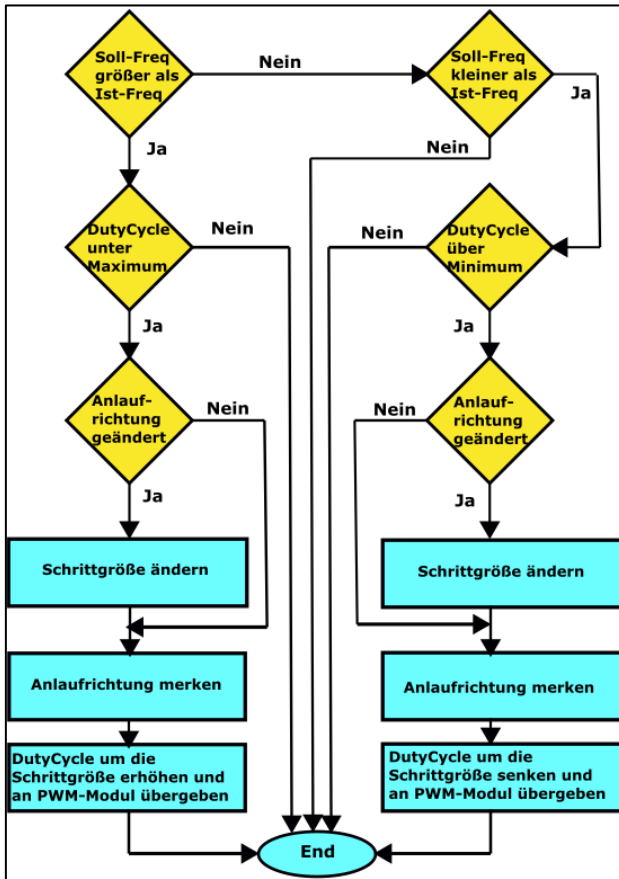 Soll-Freq
größer als
Ist-Freq
Nein
Soll-Freq
kleiner als
Ist-Freq
Ja
Ja
Nein
DutyCycle
unter
Maximum
Nein
Nein
DutyCycle
über
Minimum
Ja
Ja
Anlauf-
richtung
geändert
Nein
Nein
Anlauf-
richtung
geändert
Ja
Ja
Schrittgröße ändern
Schrittgröße ändern
Anlaufrichtung merken
Anlaufrichtung merken
DutyCycle um die
Schrittgröße erhöhen und
an PWM-Modul übergeben
DutyCycle um die
Schrittgröße senken und
an PWM-Modul übergeben
End